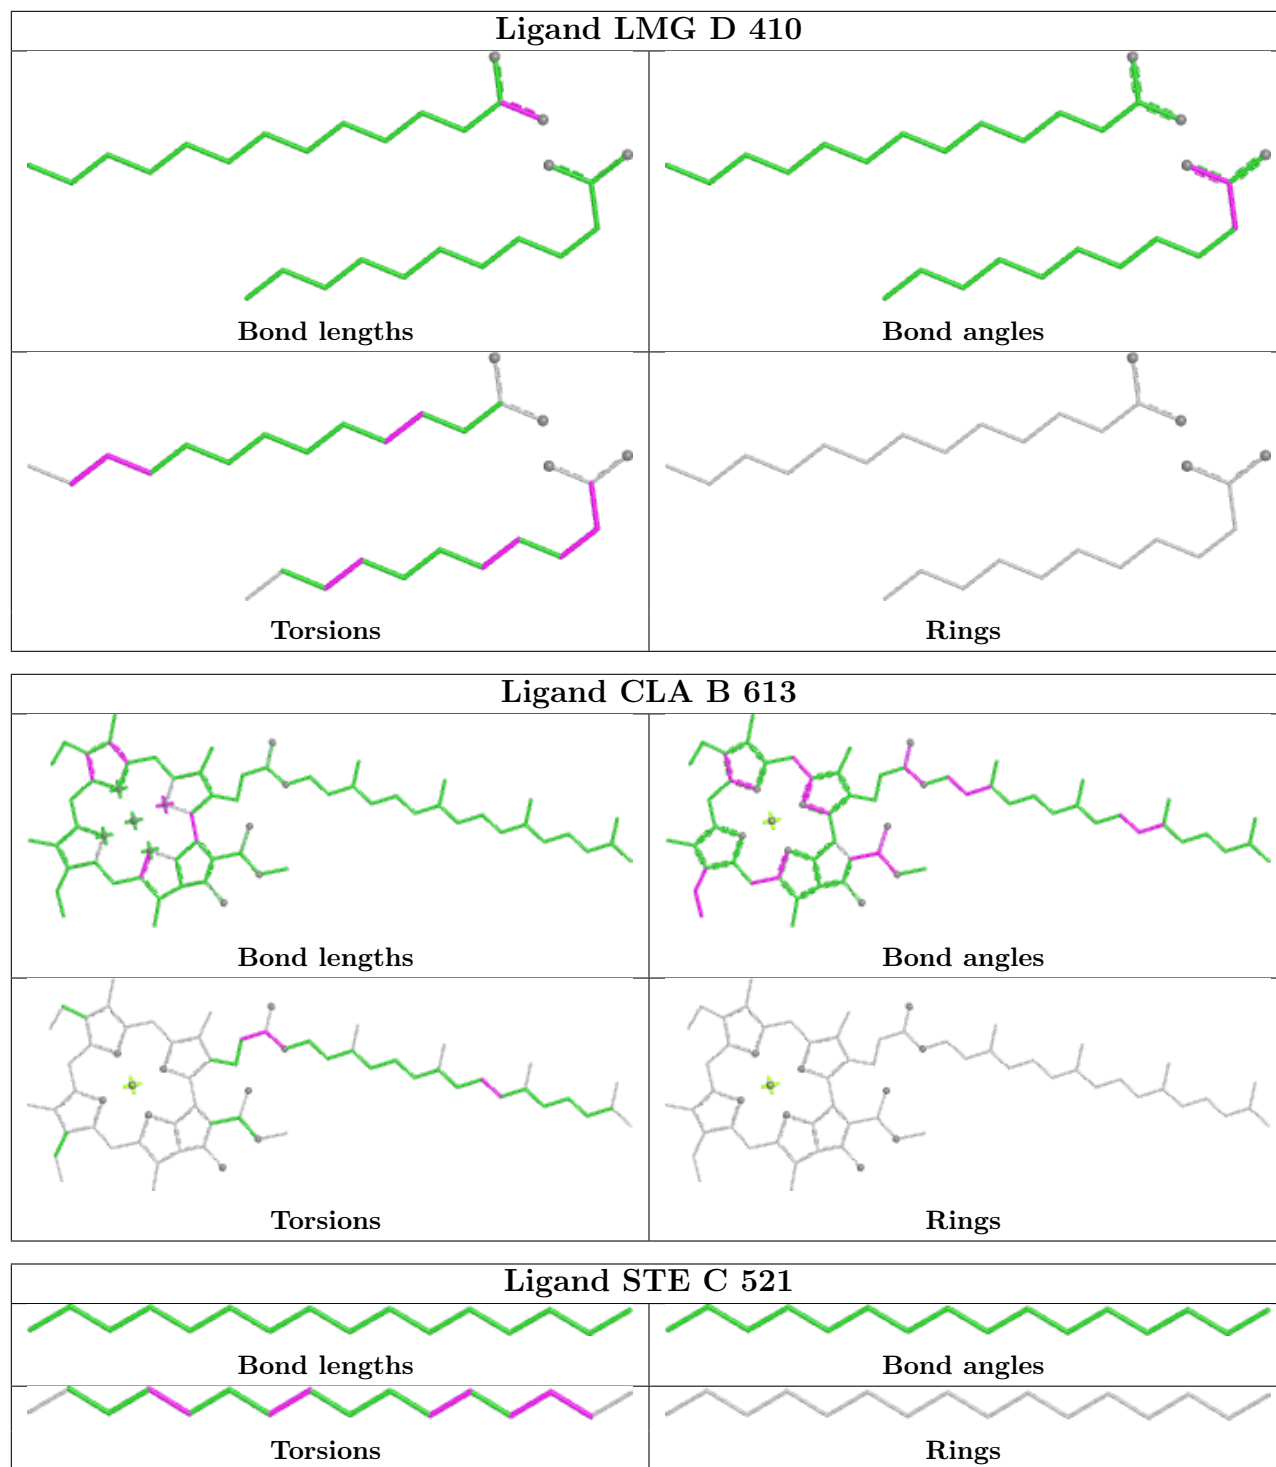 Ligand LMG D 410
Bond lengths
Bond angles
Torsions
Rings
Ligand CLA B 613
Bond lengths
Bond angles
Torsions
Rings
Ligand STE C 521
Bond lengths
Bond angles
Torsions
Rings